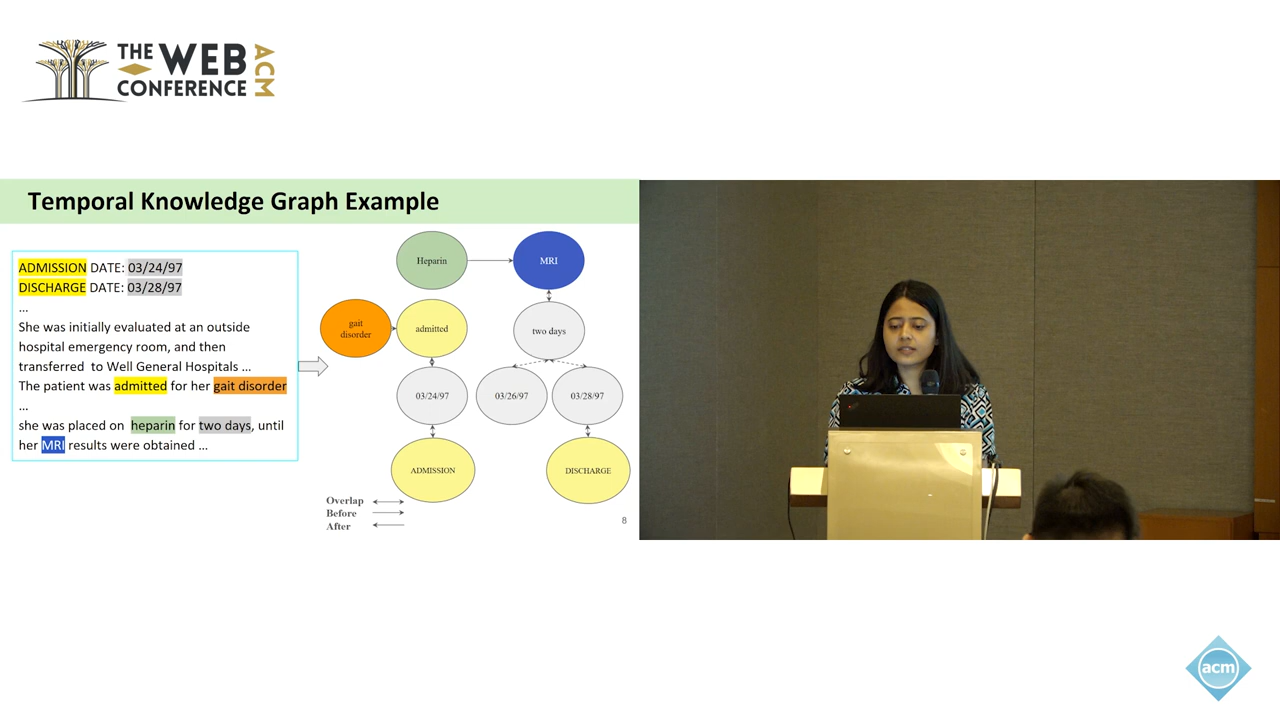 THE WEB
CONFERENCE
ACM
Temporal Knowledge Graph Example
ADMISSION DATE: 03/24/97
DISCHARGE DATE: 03/28/97
...
She was initially evaluated at an outside
hospital emergency room, and then
transferred to Well General Hospitals ...
The patient was admitted for her gait disorder
...
she was placed on heparin for two days, until
her MRI results were obtained ...
Heparin
MRI
gait
disorder
admitted
two days
03/24/97
03/26/97
03/28/97
ADMISSION
DISCHARGE
Overlap
Before
After
8
acm